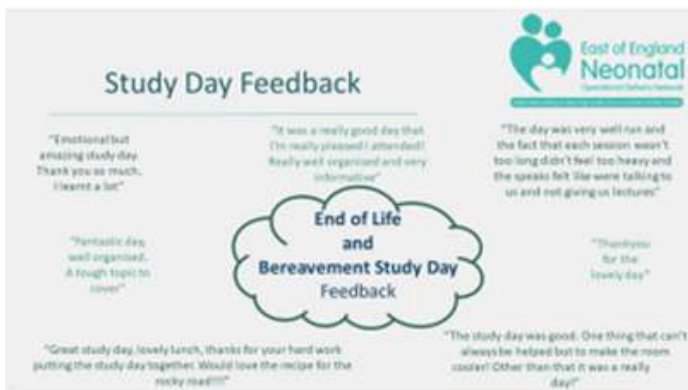 East of England
Neonatal
Operational Delivery Network
Study Day Feedback
"Emotional but
amazing study day.
Thank you so much.
I learnt a lot"
"It was a really good day that
I'm really pleased I attended!
Really well organised and very
informative"
"The day was very well run and
the fact that each session wasn't
too long didn't feel too heavy and
the speaks felt like were talking to
us and not giving us lectures"
End of Life
and
Bereavement Study Day
Feedback
"Fantastic day,
well organised.
A tough topic to
cover"
"Thankyou
for the
lovely day"
"Great study day, lovely lunch, thanks for your hard work
putting the study day together. Would love the recipe for the
rocky road!!!!"
"The study day was good. One thing that can't
always be helped but to make the room
cooler! Other than that it was a really
day!"